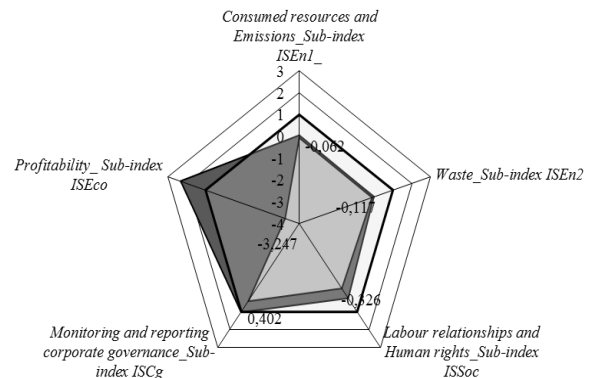 Consumed resources and
Emissions_Sub-index
ISEn1_
3
2
1
0
-1
-2
-3
-4
-0,062
Profitability_ Sub-index
ISEco
Waste_Sub-index ISEn2
-0,117
-3,247
-0,326
0,402
Monitoring and reporting
corporate governance_Sub-
index ISCg
Labour relationships and
Human rights_Sub-index
ISSoc